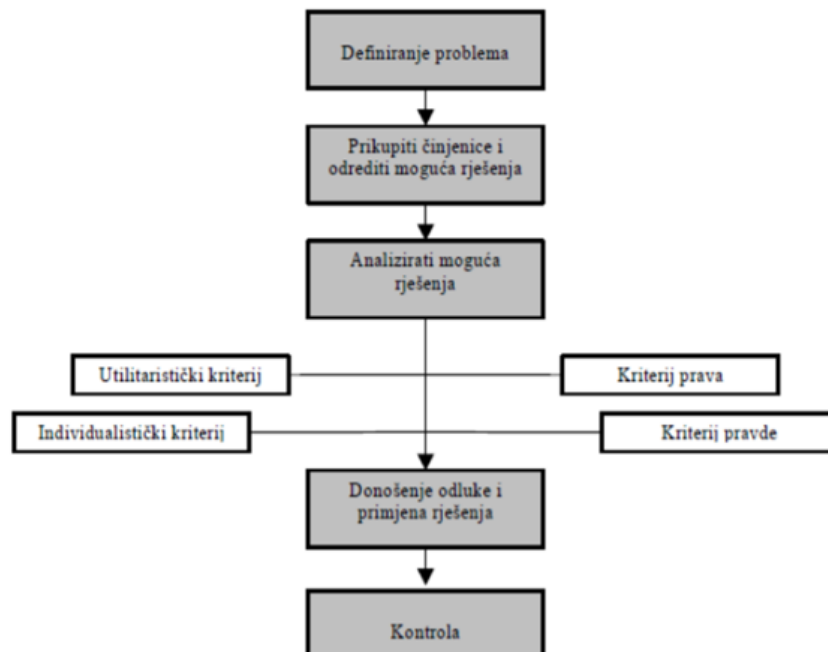 Definiranje problema
Prikupiti činjenice i
odrediti moguća rješenja
Analizirati moguća
rješenja
Utilitaristički kriterij
Kriterij prava
Individualistički kriterij
Kriterij pravde
Donošenje odluke i
primjena rješenja
Kontrola